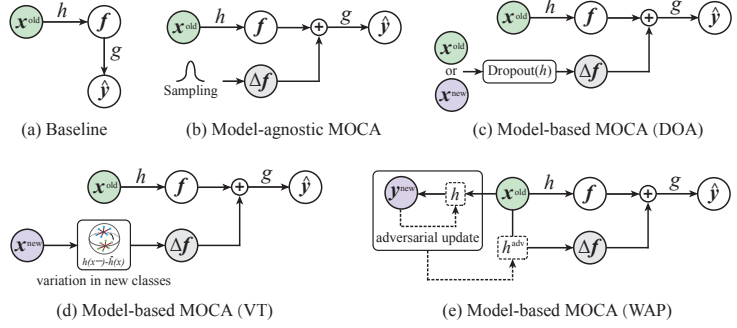 x^old h f
g
ŷ
(a) Baseline
x^old h f + g ŷ
Sampling Δf
(b) Model-agnostic MOCA
x^old h f + g ŷ
x^old
or Dropout(h) Δf
x^new
(c) Model-based MOCA (DOA)
x^old h f + g ŷ
x^new Δf
variation in new classes
(d) Model-based MOCA (VT)
y^new h x^old h f + g ŷ
adversarial update
h^adv Δf
(e) Model-based MOCA (WAP)